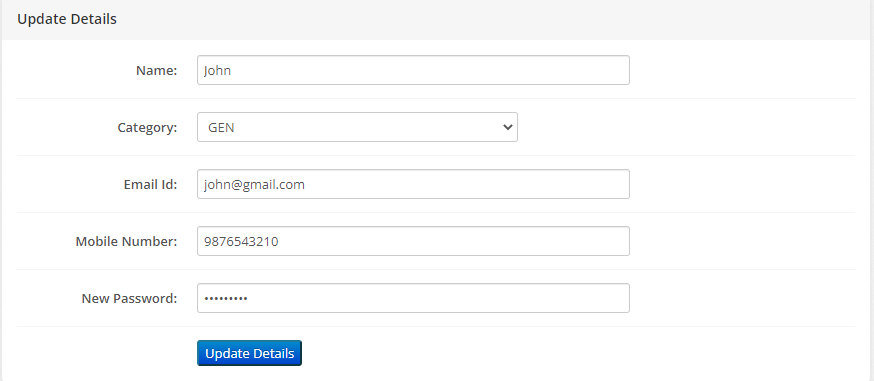 Update Details
Name: John
Category: GEN
Email Id: john@gmail.com
Mobile Number: 9876543210
New Password: •••••••••
Update Details